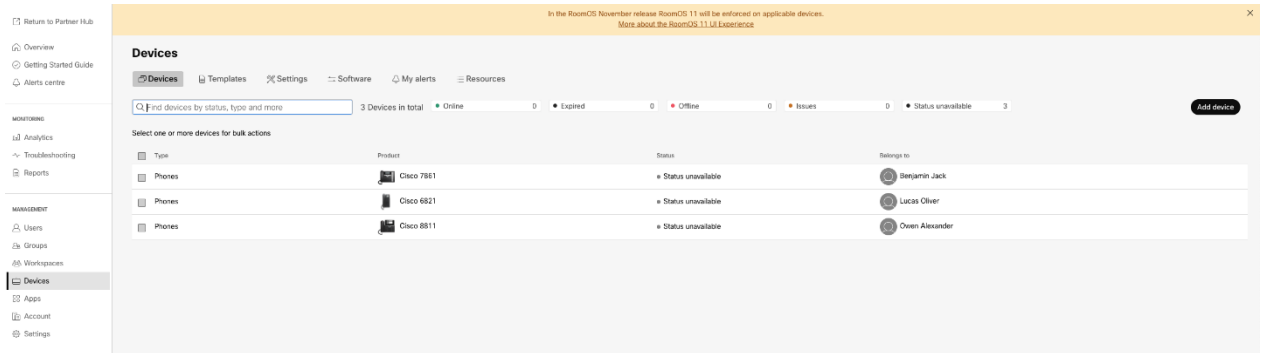 Return to Partner Hub
In the RoomOS November release RoomOS 11 will be enforced on applicable devices.
More about the RoomOS 11 UI Experience
Overview
Getting Started Guide
Alerts centre
MONITORING
Analytics
Troubleshooting
Reports
MANAGEMENT
Users
Groups
Workspaces
Devices
Apps
Account
Settings
Devices
Devices Templates Settings Software My alerts Resources
Find devices by status, type and more 3 Devices in total Online 0 Expired 0 Offline 0 Issues 0 Status unavailable 3 Add device
Select one or more devices for bulk actions
Type Product Status Belongs to
Phones Cisco 7861 Status unavailable Benjamin Jack
Phones Cisco 6821 Status unavailable Lucas Oliver
Phones Cisco 8811 Status unavailable Owen Alexander